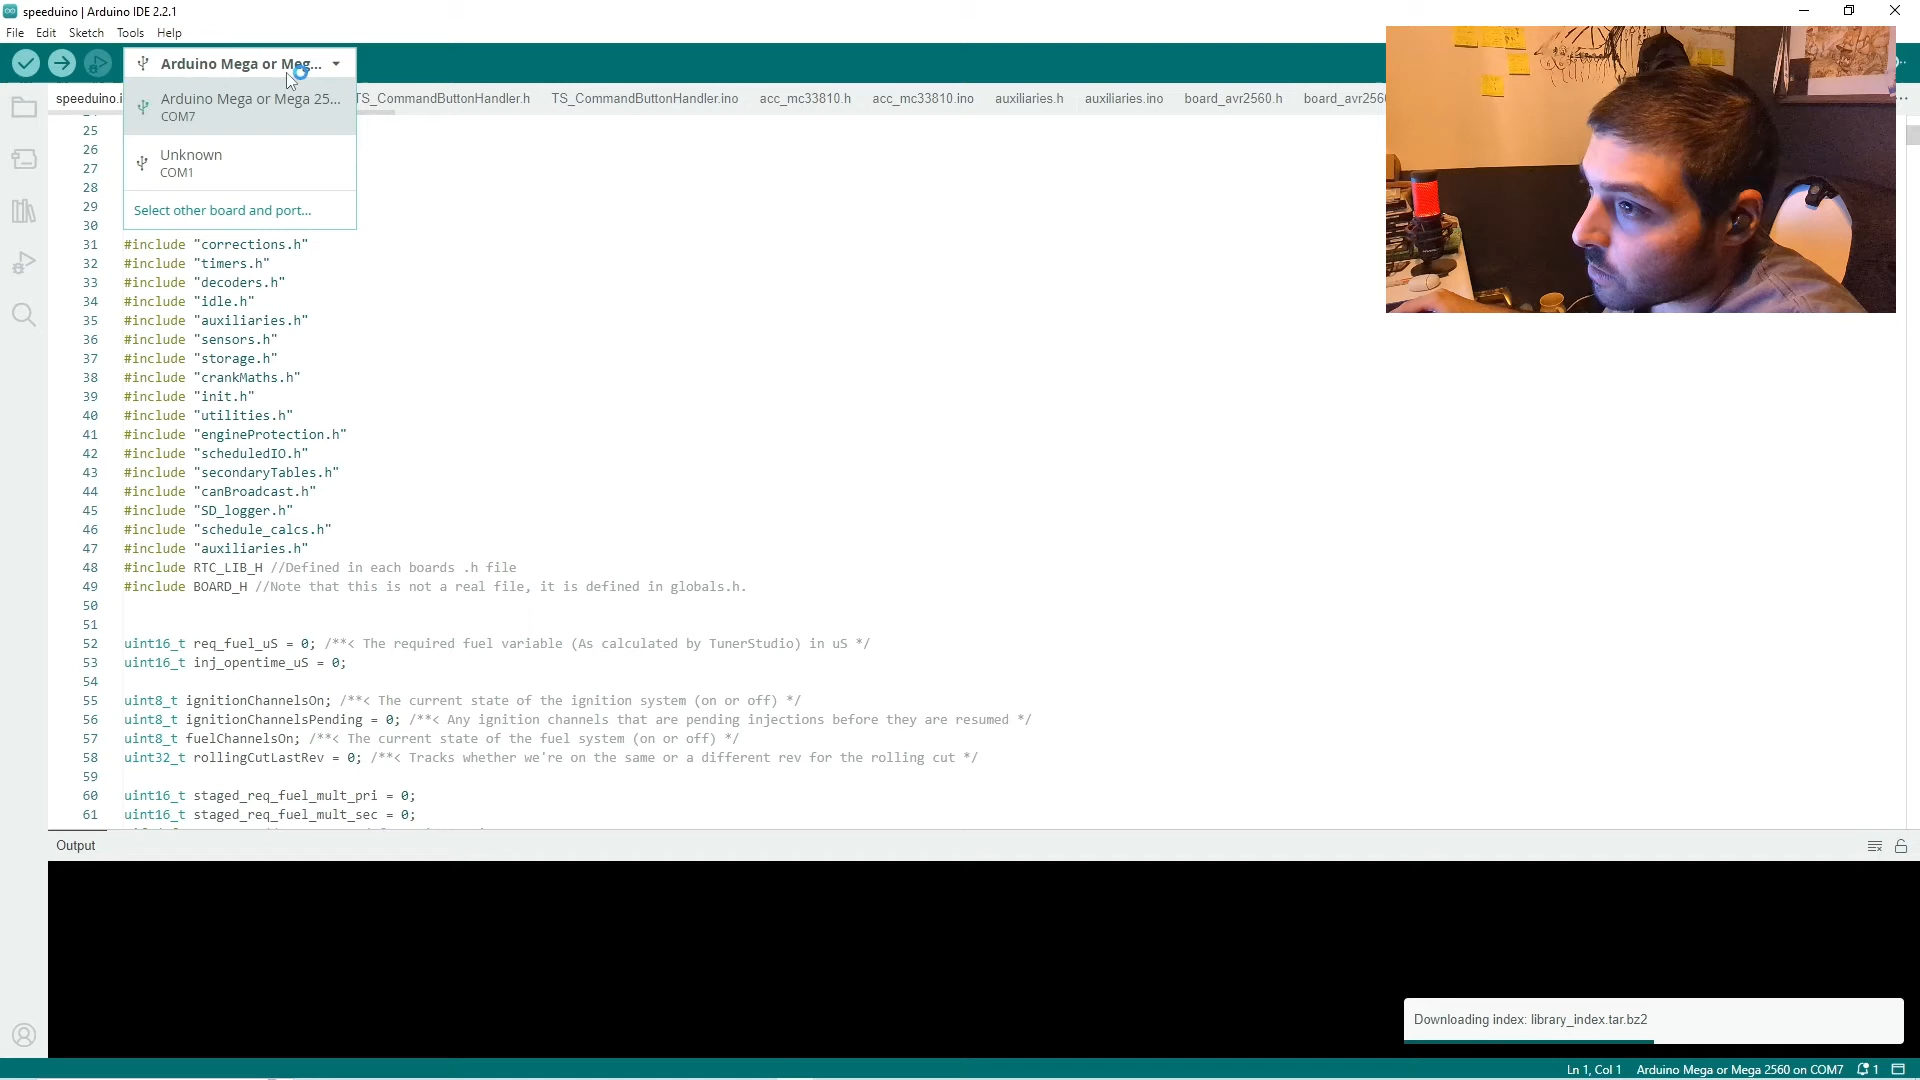 speeduino | Arduino IDE 2.2.1
File Edit Sketch Tools Help
Arduino Mega or Meg...
speeduino.i
TS_CommandButtonHandler.h TS_CommandButtonHandler.ino acc_mc33810.h acc_mc33810.ino auxiliaries.h auxiliaries.ino board_avr2560.h board_avr256
Arduino Mega or Mega 25...
COM7
Unknown
COM1
Select other board and port...
25
26
27
28
29
30
31 #include "corrections.h"
32 #include "timers.h"
33 #include "decoders.h"
34 #include "idle.h"
35 #include "auxiliaries.h"
36 #include "sensors.h"
37 #include "storage.h"
38 #include "crankMaths.h"
39 #include "init.h"
40 #include "utilities.h"
41 #include "engineProtection.h"
42 #include "scheduledIO.h"
43 #include "secondaryTables.h"
44 #include "canBroadcast.h"
45 #include "SD_logger.h"
46 #include "schedule_calcs.h"
47 #include "auxiliaries.h"
48 #include RTC_LIB_H //Defined in each boards .h file
49 #include BOARD_H //Note that this is not a real file, it is defined in globals.h.
50
51
52 uint16_t req_fuel_uS = 0; /**< The required fuel variable (As calculated by TunerStudio) in uS */
53 uint16_t inj_opentime_uS = 0;
54
55 uint8_t ignitionChannelsOn; /**< The current state of the ignition system (on or off) */
56 uint8_t ignitionChannelsPending = 0; /**< Any ignition channels that are pending injections before they are resumed */
57 uint8_t fuelChannelsOn; /**< The current state of the fuel system (on or off) */
58 uint32_t rollingCutLastRev = 0; /**< Tracks whether we're on the same or a different rev for the rolling cut */
59
60 uint16_t staged_req_fuel_mult_pri = 0;
61 uint16_t staged_req_fuel_mult_sec = 0;
Output
Downloading index: library_index.tar.bz2
Ln 1, Col 1 Arduino Mega or Mega 2560 on COM7 1